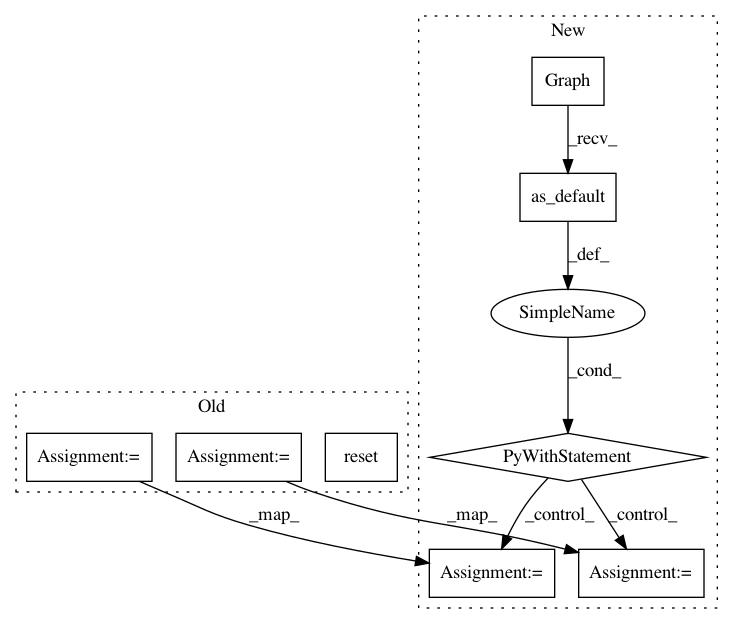 New
Graph
_recv_
as_default
_def_
SimpleName
_cond_
Old
Assignment:=
Assignment:=
reset
PyWithStatement
_map_
_map_
_control_
_control_
Assignment:=
Assignment:=